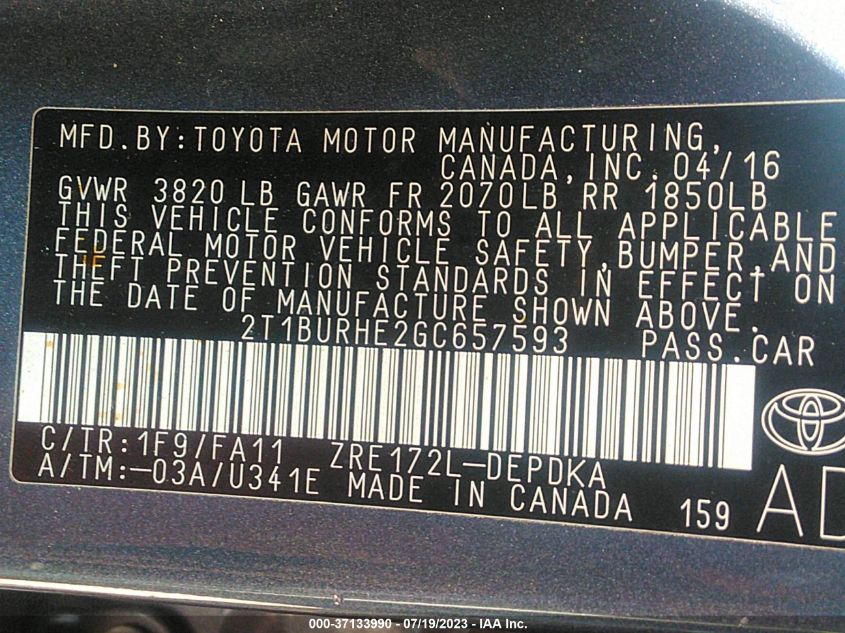 MFD.BY:TOYOTA MOTOR MANUFACTURING,
CANADA,INC. 04/16
GVWR 3820 LB GAWR FR 2070LB RR 1850LB
THIS VEHICLE CONFORMS TO ALL APPLICABLE
FEDERAL MOTOR VEHICLE SAFETY,BUMPER,AND
THEFT PREVENTION STANDARDS IN EFFECT ON
THE DATE OF MANUFACTURE SHOWN ABOVE.
2T1BURHE2GC657593 PASS.CAR
C/TR:1F9/FA11 ZRE172L-DEPDKA
A/TM:-03A/U341E MADE IN CANADA 159 AD
000-37133990 - 07/19/2023 - IAA Inc.